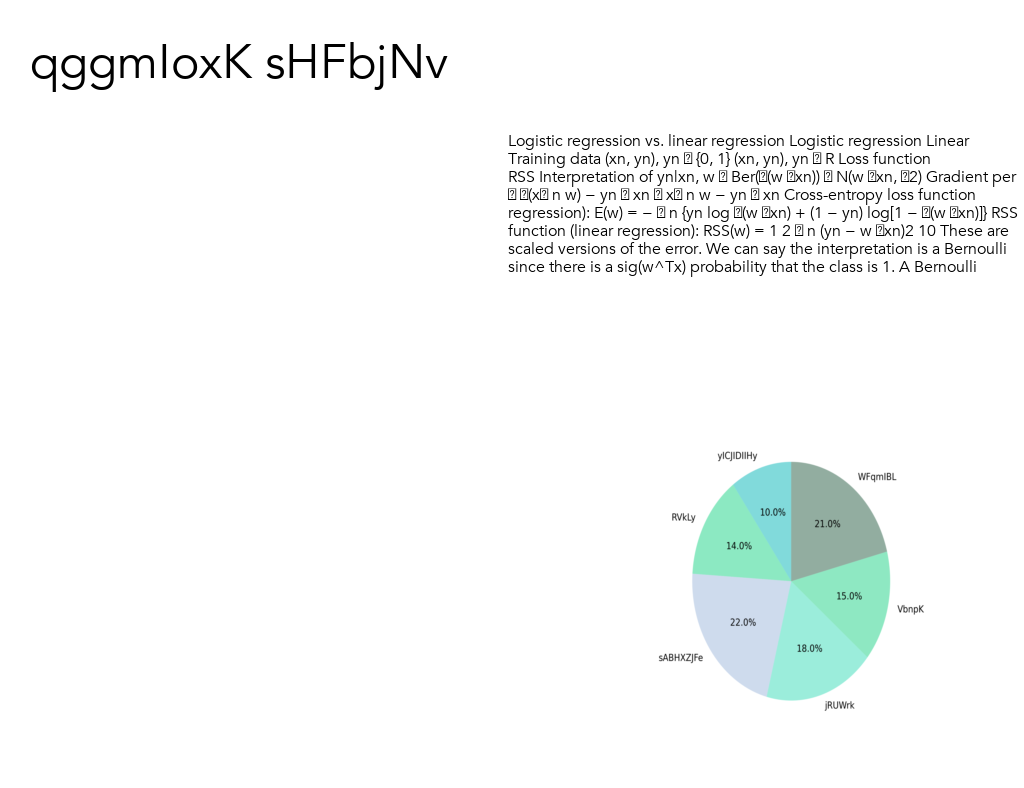 qggmIoxK sHFbjNv
Logistic regression vs. linear regression Logistic regression Linear
Training data (xn, yn), yn {0, 1} (xn, yn), yn R Loss function
RSS Interpretation of yn|xn, w Ber( (w xn)) N(w xn, 2) Gradient per
(x n w) − yn xn x n w − yn xn Cross-entropy loss function
regression): E(w) = − n {yn log (w xn) + (1 − yn) log[1 − (w xn)]} RSS
function (linear regression): RSS(w) = 1 2 n (yn − w xn)2 10 These are
scaled versions of the error. We can say the interpretation is a Bernoulli
since there is a sig(w^Tx) probability that the class is 1. A Bernoulli
WFqmIBL
21.0%
VbnpK
15.0%
jRUWrk
18.0%
22.0%
RVkLy
14.0%
10.0%